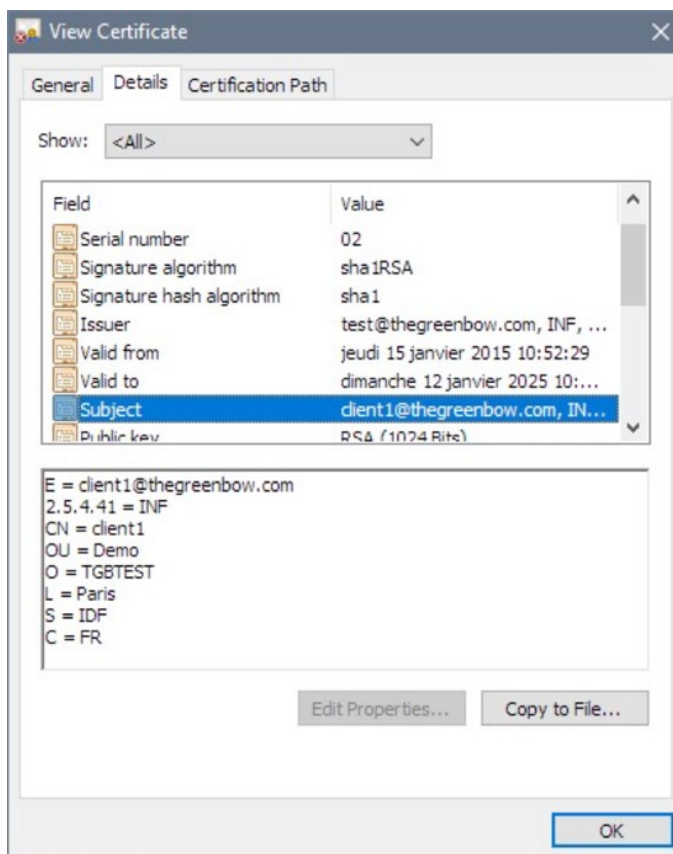 View Certificate
General Details Certification Path
Show: <All>
Field Value
Serial number 02
Signature algorithm sha1RSA
Signature hash algorithm sha1
Issuer test@thegreenbow.com, INF, ...
Valid from jeudi 15 janvier 2015 10:52:29
Valid to dimanche 12 janvier 2025 10:...
Subject client1@thegreenbow.com, IN...
Public key RSA (1024 Bits)
E = client1@thegreenbow.com
2.5.4.41 = INF
CN = client1
OU = Demo
O = TGBTEST
L = Paris
S = IDF
C = FR
Edit Properties... Copy to File...
OK